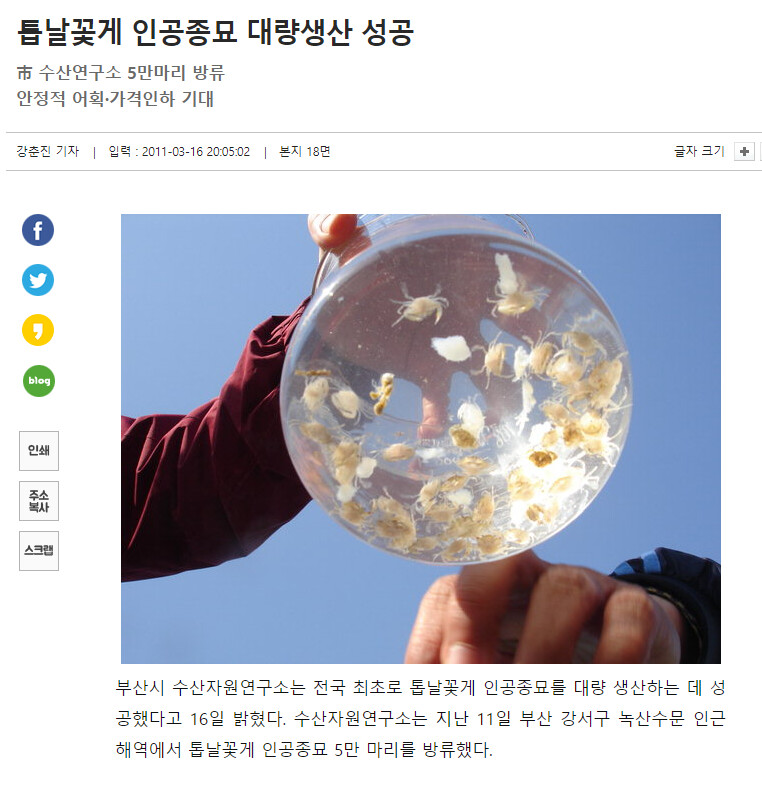 톱날꽃게 인공종묘 대량생산 성공
市 수산연구소 5만마리 방류
안정적 어획·가격인하 기대
강춘진 기자 | 입력 : 2011-03-16 20:05:02 | 본지 18면
글자 크기 +
f
blog
인쇄
주소
복사
스크랩
부산시 수산자원연구소는 전국 최초로 톱날꽃게 인공종묘를 대량 생산하는 데 성
공했다고 16일 밝혔다. 수산자원연구소는 지난 11일 부산 강서구 녹산수문 인근
해역에서 톱날꽃게 인공종묘 5만 마리를 방류했다.